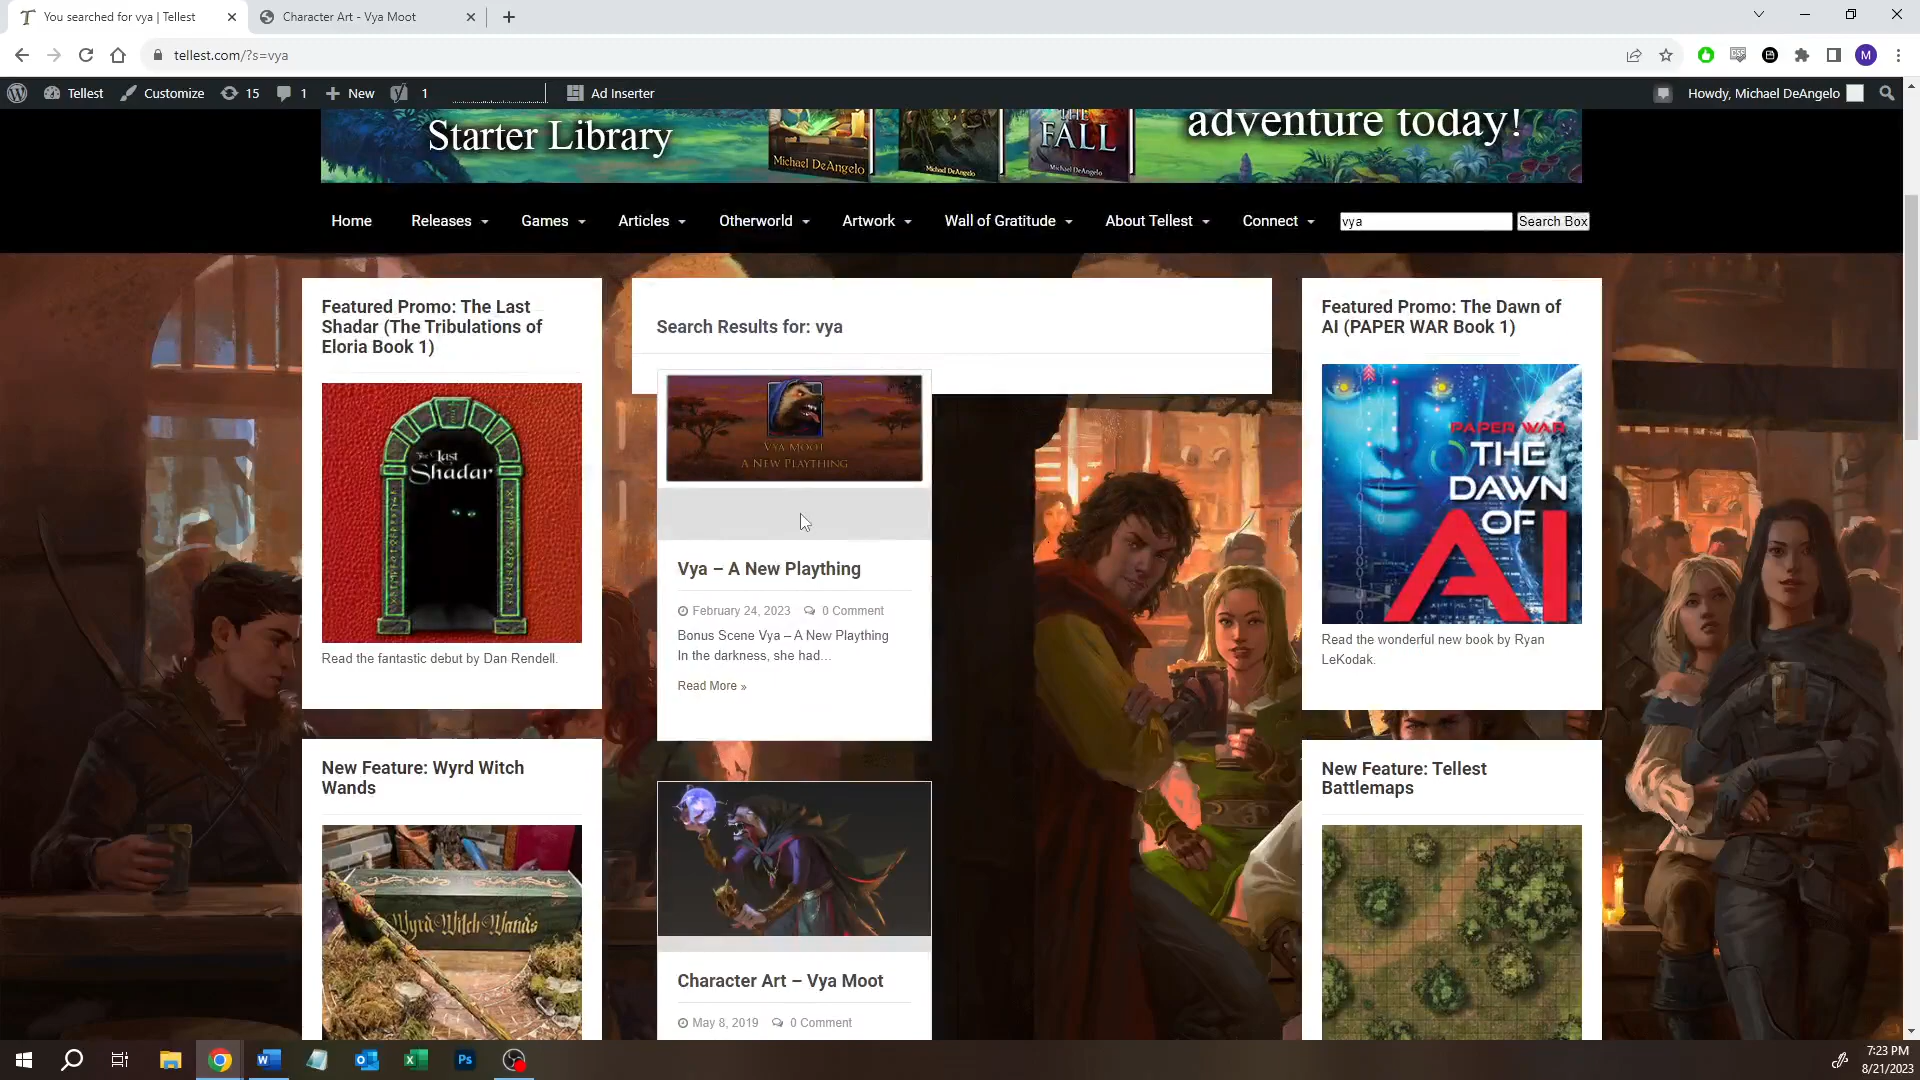 You searched for vya | Tellest
Character Art - Vya Moot
tellest.com/?s=vya
M
Tellest
Customize
15
1
New
1
Ad Inserter
Howdy, Michael DeAngelo
Starter Library
Michael DeAngelo
Michael DeAngelo
THE
FALL
Michael DeAngelo
adventure today!
Home
Releases
Games
Articles
Otherworld
Artwork
Wall of Gratitude
About Tellest
Connect
vya
Search Box
Featured Promo: The Last
Shadar (The Tribulations of
Eloria Book 1)
The Last
Shadar
Read the fantastic debut by Dan Rendell.
New Feature: Wyrd Witch
Wands
Wyrd Witch Wands
Search Results for: vya
VYA MOOT
A NEW PLAYTHING
Vya – A New Plaything
February 24, 2023
0 Comment
Bonus Scene Vya – A New Plaything
In the darkness, she had...
Read More »
Character Art – Vya Moot
May 8, 2019
0 Comment
Featured Promo: The Dawn of
AI (PAPER WAR Book 1)
PAPER WAR
THE
DAWN
OF
AI
Read the wonderful new book by Ryan
LeKodak.
New Feature: Tellest
Battlemaps
7:23 PM
8/21/2023